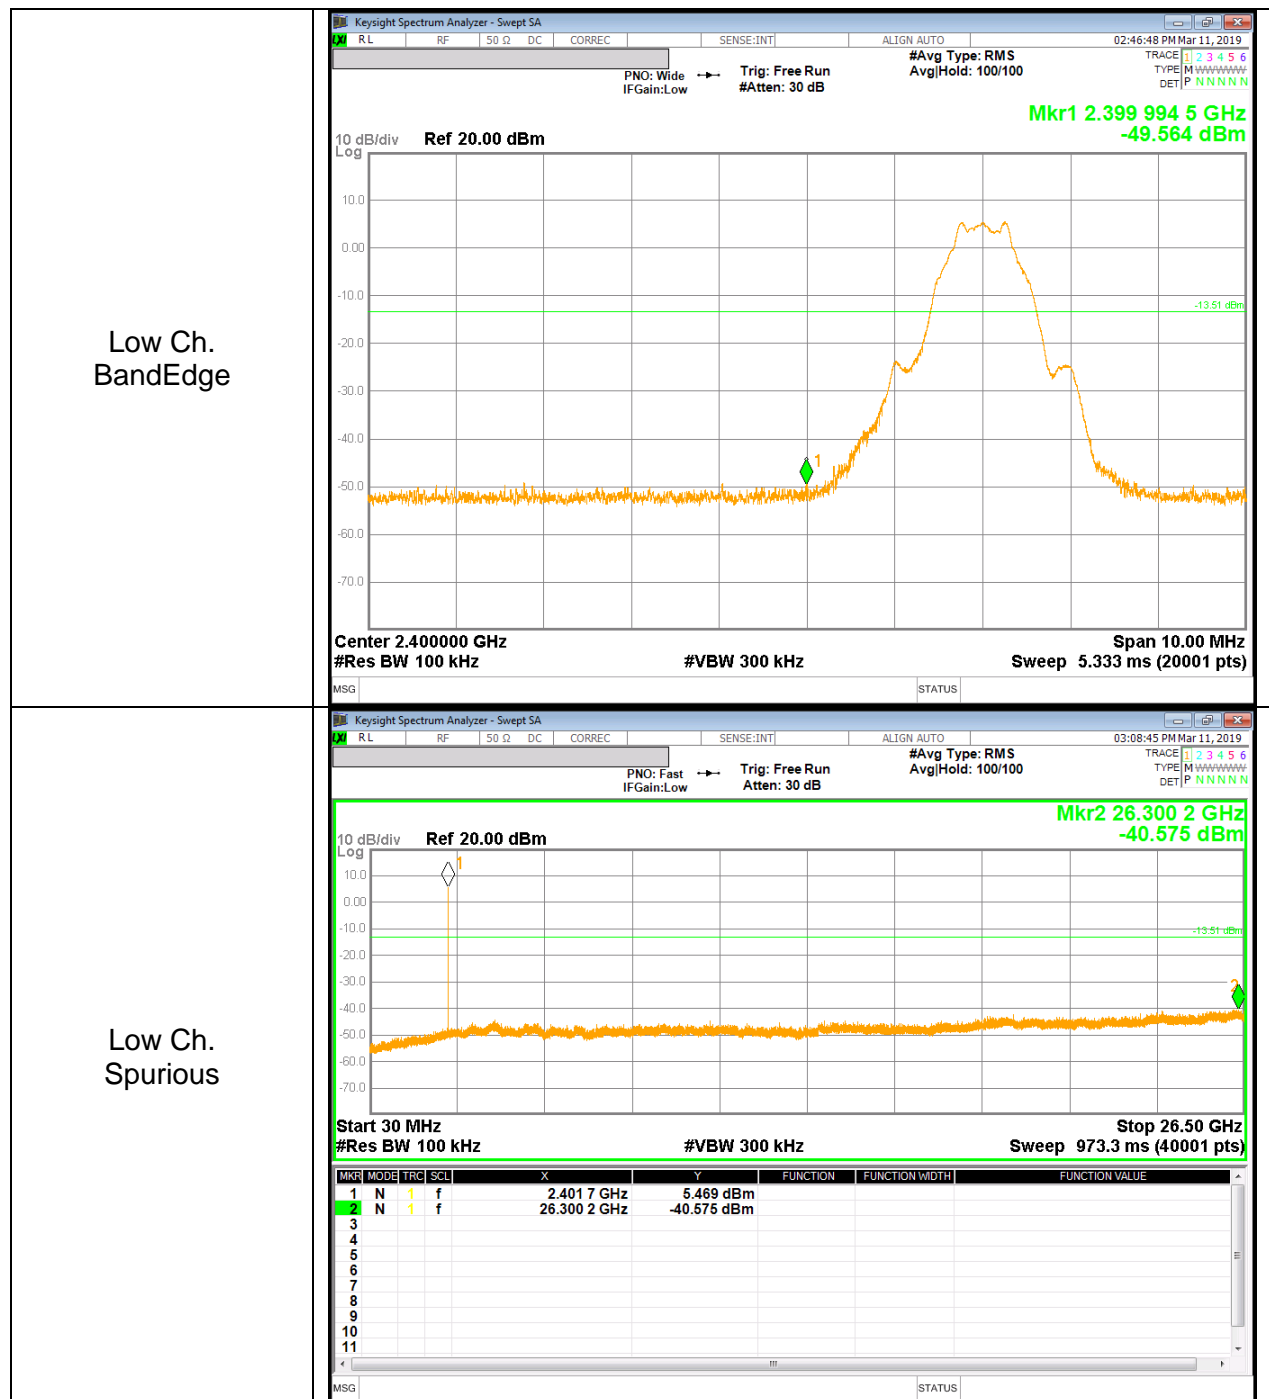 Low Ch.
BandEdge
Keysight Spectrum Analyzer - Swept SA
LXI RL RF 50 Ω DC CORREC SENSE:INT ALIGN AUTO 02:46:48 PM Mar 11, 2019
PNO: Wide
IFGain:Low
Trig: Free Run
#Atten: 30 dB
#Avg Type: RMS
Avg|Hold: 100/100
TRACE 1 2 3 4 5 6
TYPE M WWWWW
DET P N N N N N
Mkr1 2.399 994 5 GHz
-49.564 dBm
10 dB/div
Log
Ref 20.00 dBm
10.0
0.00
-10.0
-20.0
-30.0
-40.0
-50.0
-60.0
-70.0
-13.51 dBm
1
Center 2.400000 GHz
Span 10.00 MHz
#Res BW 100 kHz
#VBW 300 kHz
Sweep 5.333 ms (20001 pts)
MSG
STATUS
Low Ch.
Spurious
Keysight Spectrum Analyzer - Swept SA
LXI RL RF 50 Ω DC CORREC SENSE:INT ALIGN AUTO 03:08:45 PM Mar 11, 2019
PNO: Fast
IFGain:Low
Trig: Free Run
Atten: 30 dB
#Avg Type: RMS
Avg|Hold: 100/100
TRACE 1 2 3 4 5 6
TYPE M WWWWW
DET P N N N N N
Mkr2 26.300 2 GHz
-40.575 dBm
10 dB/div
Log
Ref 20.00 dBm
10.0
0.00
-10.0
-20.0
-30.0
-40.0
-50.0
-60.0
-70.0
-13.51 dBm
1
2
Start 30 MHz
Stop 26.50 GHz
#Res BW 100 kHz
#VBW 300 kHz
Sweep 973.3 ms (40001 pts)
MKR MODE TRC SCL X Y FUNCTION FUNCTION WIDTH FUNCTION VALUE
1 N 1 f 2.401 7 GHz 5.469 dBm
2 N 1 f 26.300 2 GHz -40.575 dBm
3
4
5
6
7
8
9
10
11
MSG
STATUS